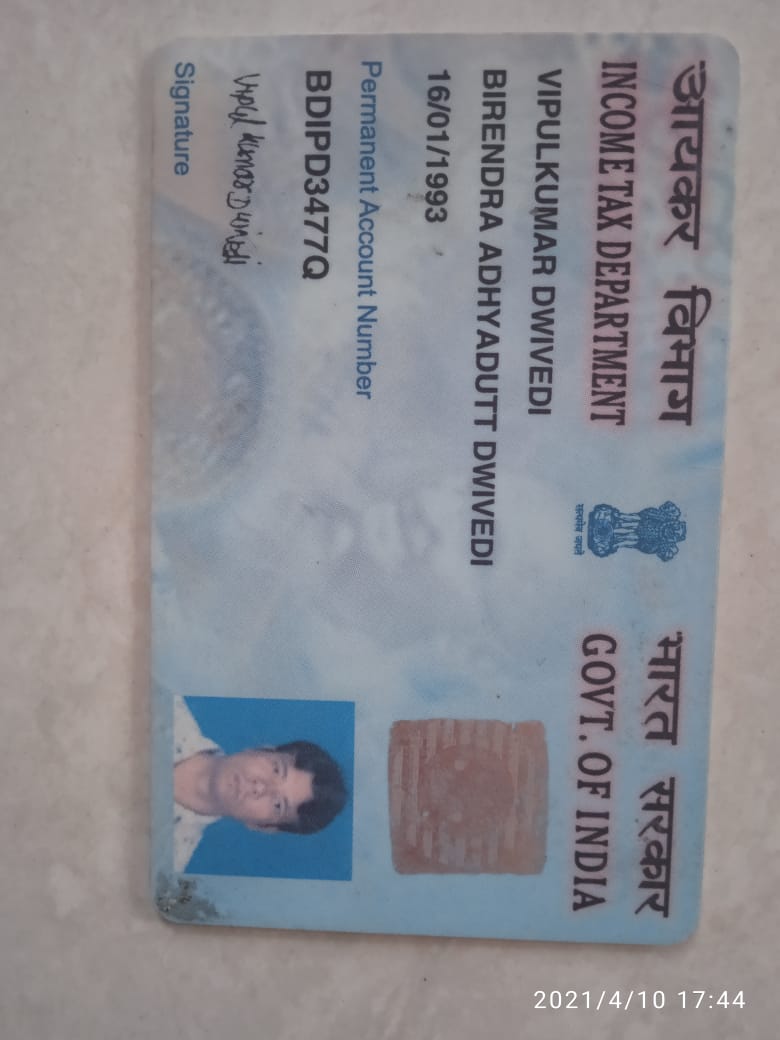 आयकर विभाग
INCOME TAX DEPARTMENT
सत्यमेव जयते
भारत सरकार
GOVT. OF INDIA
VIPULKUMAR DWIVEDI
BIRENDRA ADHYADUTT DWIVEDI
16/01/1993
Permanent Account Number
BDIPD3477Q
Vipul kumar Dwivedi
Signature
2021/4/10 17:44